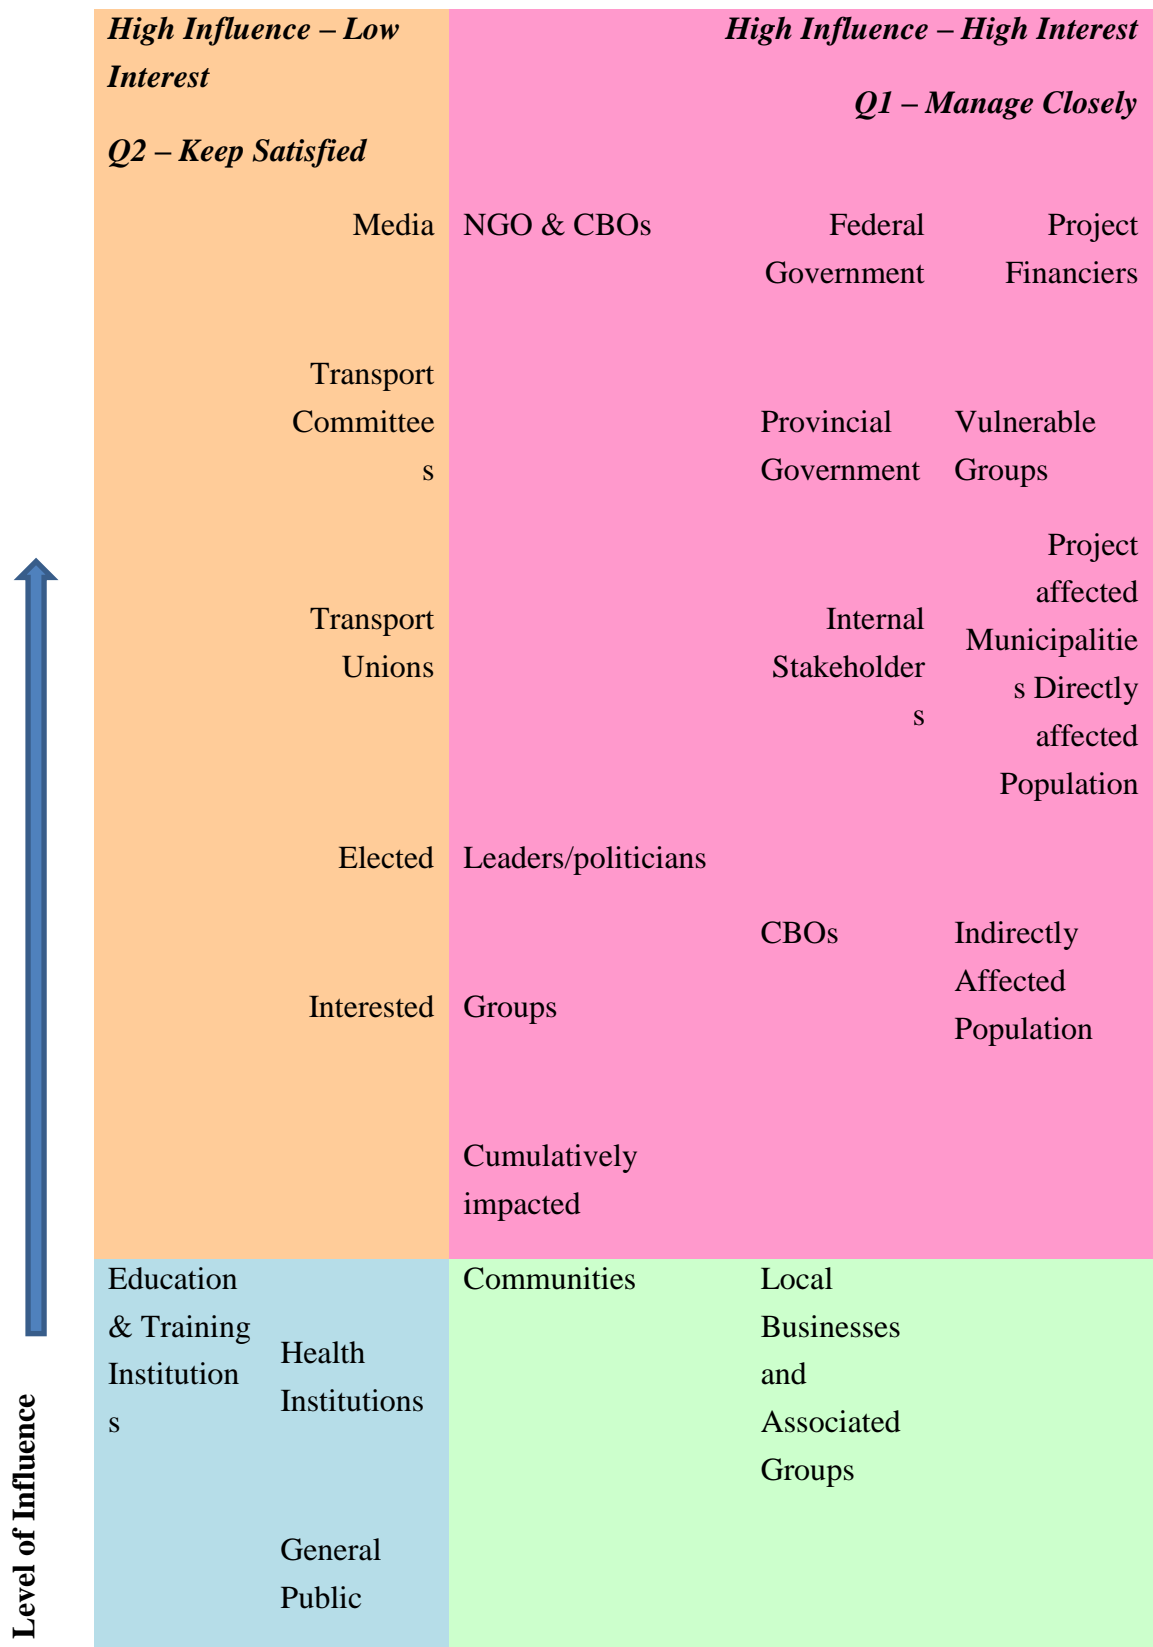 High Influence – Low
Interest
Q2 – Keep Satisfied
High Influence – High Interest
Q1 – Manage Closely
Media
NGO & CBOs
Federal
Government
Project
Financiers
Transport
Committee
s
Provincial
Government
Vulnerable
Groups
Transport
Unions
Internal
Stakeholder
s
Project
affected
Municipalitie
s Directly
affected
Population
Elected
Leaders/politicians
CBOs
Indirectly
Affected
Population
Interested
Groups
Cumulatively
impacted
Education
& Training
Institution
s
Health
Institutions
Communities
Local
Businesses
and
Associated
Groups
General
Public
Level of Influence